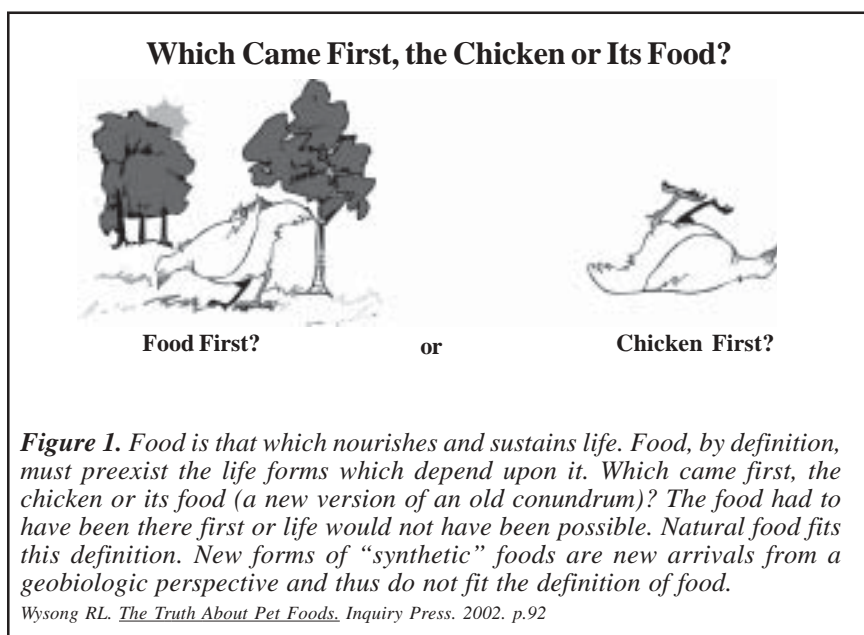 Which Came First, the Chicken or Its Food?
Food First?
or
Chicken First?
Figure 1. Food is that which nourishes and sustains life. Food, by definition,
must preexist the life forms which depend upon it. Which came first, the
chicken or its food (a new version of an old conundrum)? The food had to
have been there first or life would not have been possible. Natural food fits
this definition. New forms of “synthetic” foods are new arrivals from a
geobiologic perspective and thus do not fit the definition of food.
Wysong RL. The Truth About Pet Foods. Inquiry Press. 2002. p.92